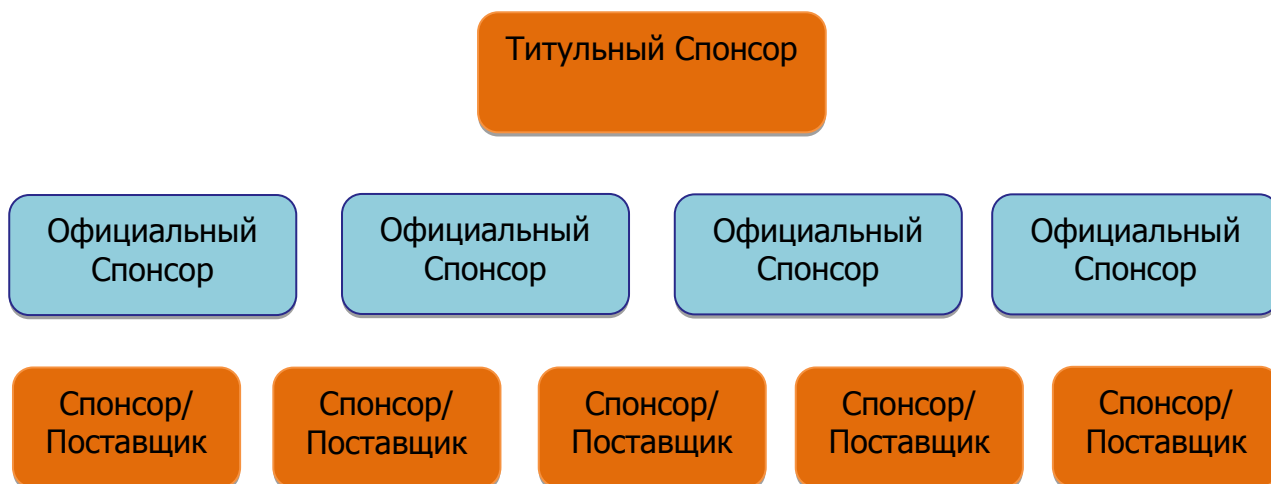 Титульный Спонсор
Официальный
Спонсор
Официальный
Спонсор
Официальный
Спонсор
Официальный
Спонсор
Спонсор/
Поставщик
Спонсор/
Поставщик
Спонсор/
Поставщик
Спонсор/
Поставщик
Спонсор/
Поставщик